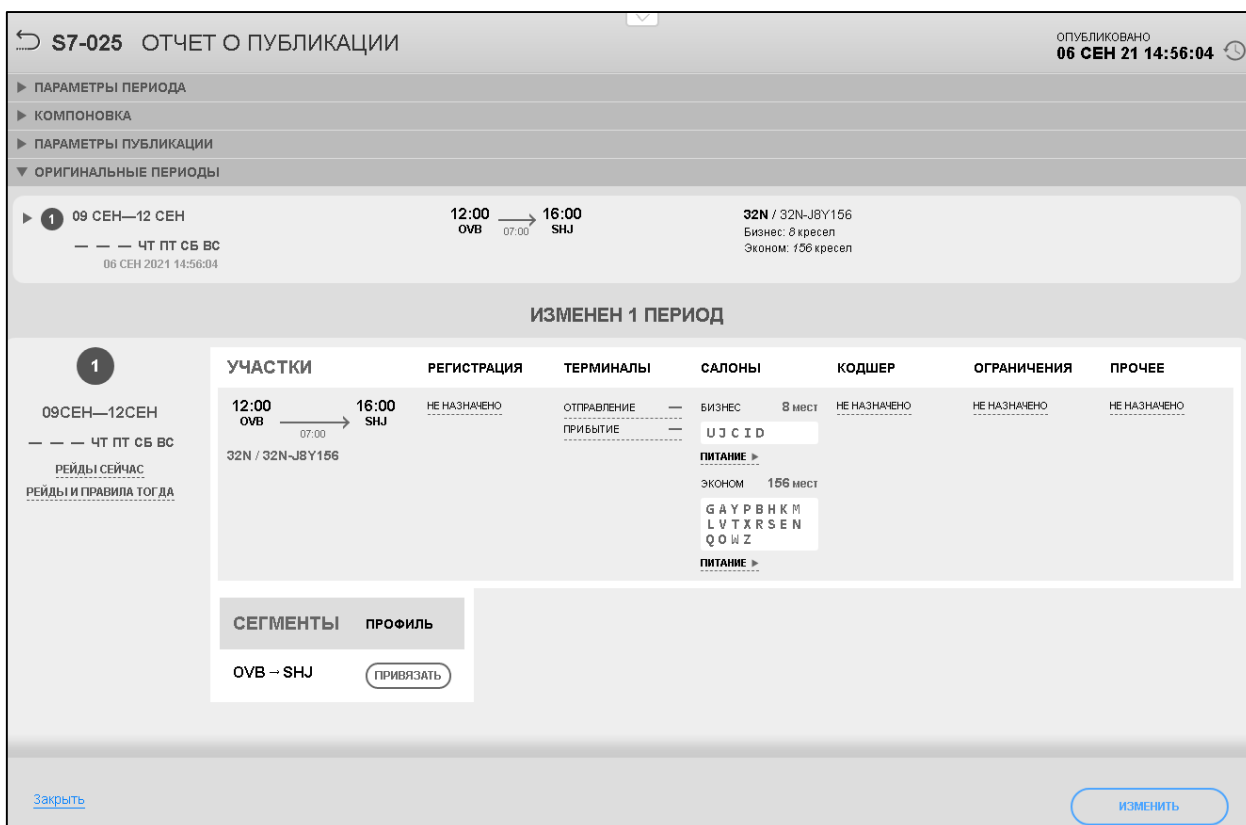 S7-025 ОТЧЕТ О ПУБЛИКАЦИИ
ОПУБЛИКОВАНО
06 СЕН 21 14:56:04
ПАРАМЕТРЫ ПЕРИОДА
КОМПОНОВКА
ПАРАМЕТРЫ ПУБЛИКАЦИИ
ОРИГИНАЛЬНЫЕ ПЕРИОДЫ
1 09 СЕН—12 СЕН
— — — ЧТ ПТ СБ ВС
06 СЕН 2021 14:56:04
12:00 16:00
OVB 07:00 SHJ
32N / 32N-J8Y156
Бизнес: 8 кресел
Эконом: 156 кресел
ИЗМЕНЕН 1 ПЕРИОД
1
09СЕН—12СЕН
— — — ЧТ ПТ СБ ВС
РЕЙДЫ СЕЙЧАС
РЕЙДЫ И ПРАВИЛА ТОГДА
УЧАСТКИ РЕГИСТРАЦИЯ ТЕРМИНАЛЫ САЛОНЫ КОДШЕР ОГРАНИЧЕНИЯ ПРОЧЕЕ
12:00 16:00
OVB 07:00 SHJ
32N / 32N-J8Y156
НЕ НАЗНАЧЕНО
ОТПРАВЛЕНИЕ —
ПРИБЫТИЕ —
БИЗНЕС 8 мест
U J C I D
ПИТАНИЕ
ЭКОНОМ 156 мест
G A Y P B H K M
L V T X R S E N
Q O W Z
ПИТАНИЕ
НЕ НАЗНАЧЕНО
НЕ НАЗНАЧЕНО
НЕ НАЗНАЧЕНО
СЕГМЕНТЫ ПРОФИЛЬ
OVB → SHJ ПРИВЯЗАТЬ
Закрыть
ИЗМЕНИТЬ